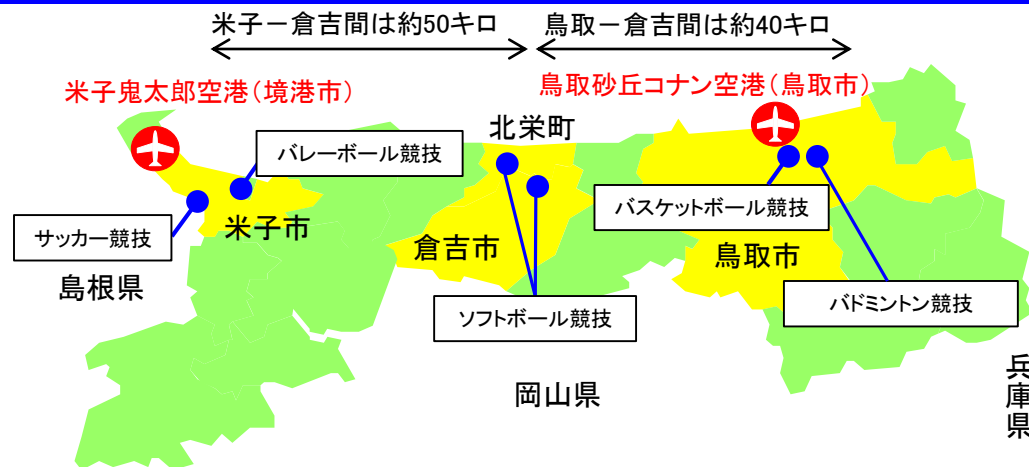 米子－倉吉間は約50キロ
鳥取－倉吉間は約40キロ
米子鬼太郎空港（境港市）
鳥取砂丘コナン空港（鳥取市）
北栄町
バレーボール競技
バスケットボール競技
サッカー競技
米子市
倉吉市
鳥取市
島根県
ソフトボール競技
バドミントン競技
岡山県
兵庫県